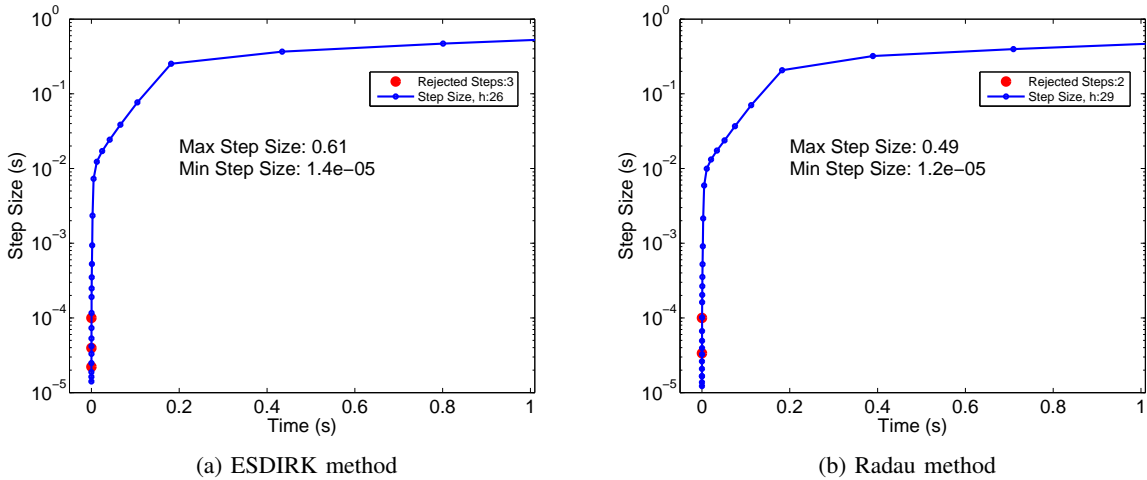 10^0
10^−1
10^−2
10^−3
10^−4
10^−5
Step Size (s)
Rejected Steps:3
Step Size, h:26
Max Step Size: 0.61
Min Step Size: 1.4e−05
0 0.2 0.4 0.6 0.8 1
Time (s)
(a) ESDIRK method
10^0
10^−1
10^−2
10^−3
10^−4
10^−5
Step Size (s)
Rejected Steps:2
Step Size, h:29
Max Step Size: 0.49
Min Step Size: 1.2e−05
0 0.2 0.4 0.6 0.8 1
Time (s)
(b) Radau method